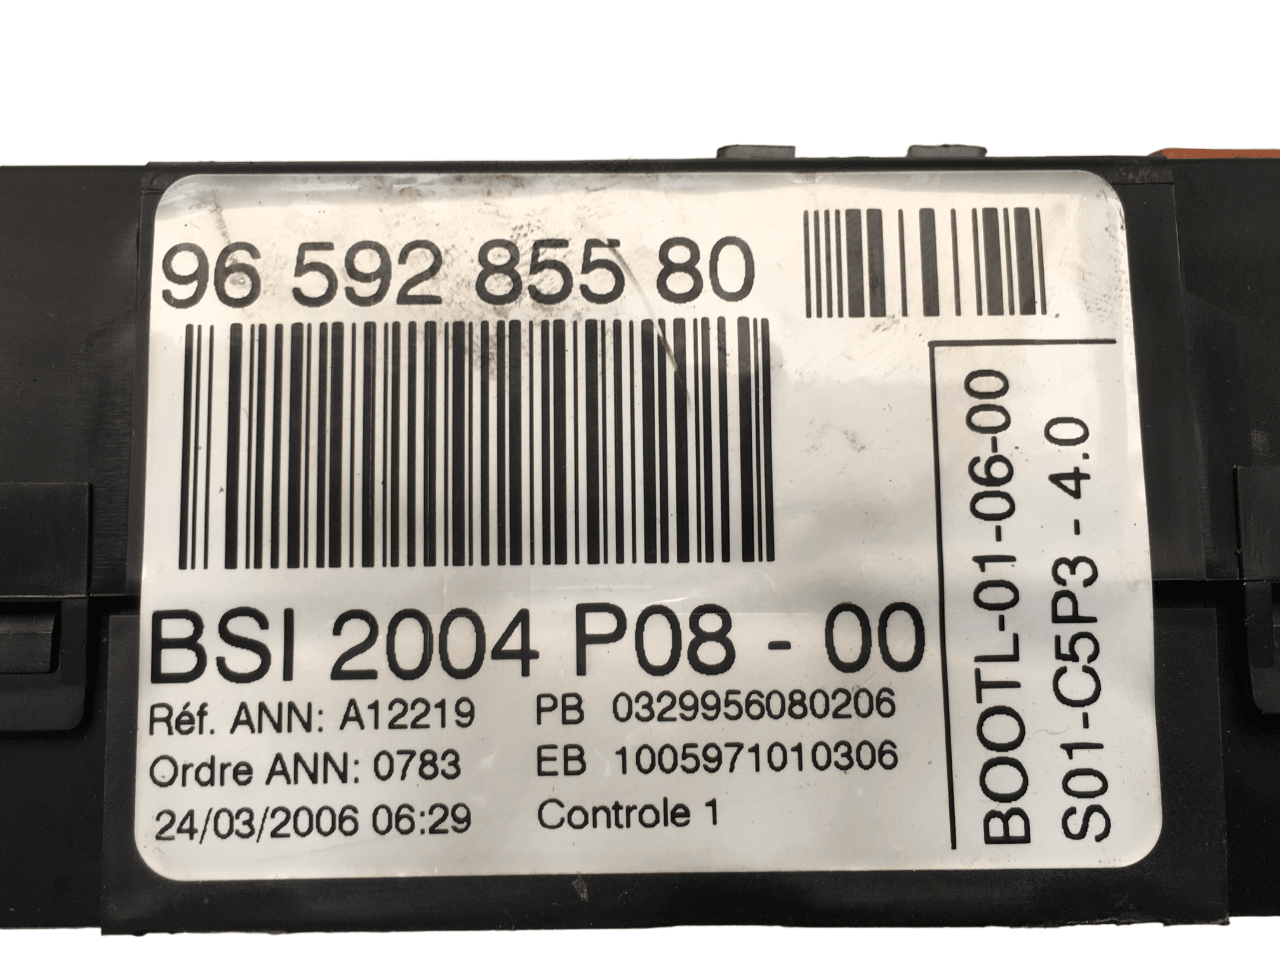 96 592 855 80
BSI 2004 P08 - 00
Réf. ANN: A12219
PB 0329956080206
Ordre ANN: 0783
EB 1005971010306
24/03/2006 06:29
Controle 1
BOOTL-01-06-00
S01-C5P3 - 4.0